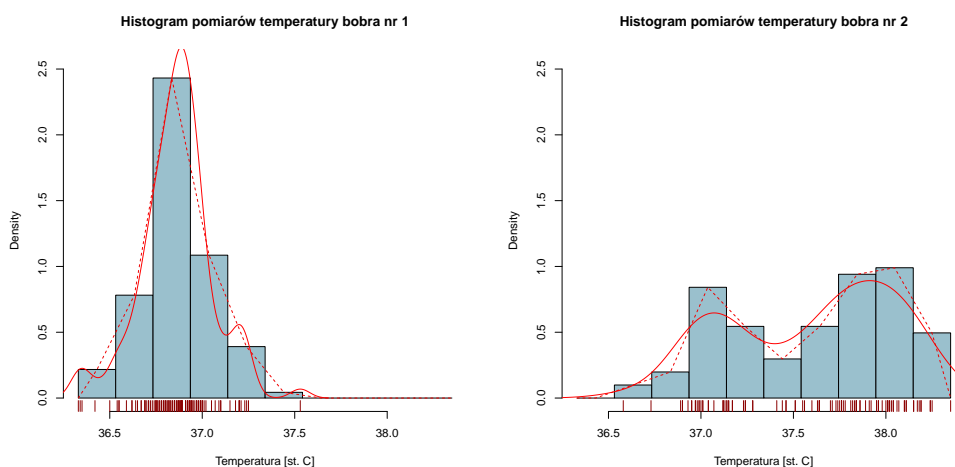 Histogram pomiarów temperatury bobra nr 1
Density
2.5
2.0
1.5
1.0
0.5
0.0
36.5 37.0 37.5 38.0
Temperatura [st. C]
Histogram pomiarów temperatury bobra nr 2
Density
2.5
2.0
1.5
1.0
0.5
0.0
36.5 37.0 37.5 38.0
Temperatura [st. C]